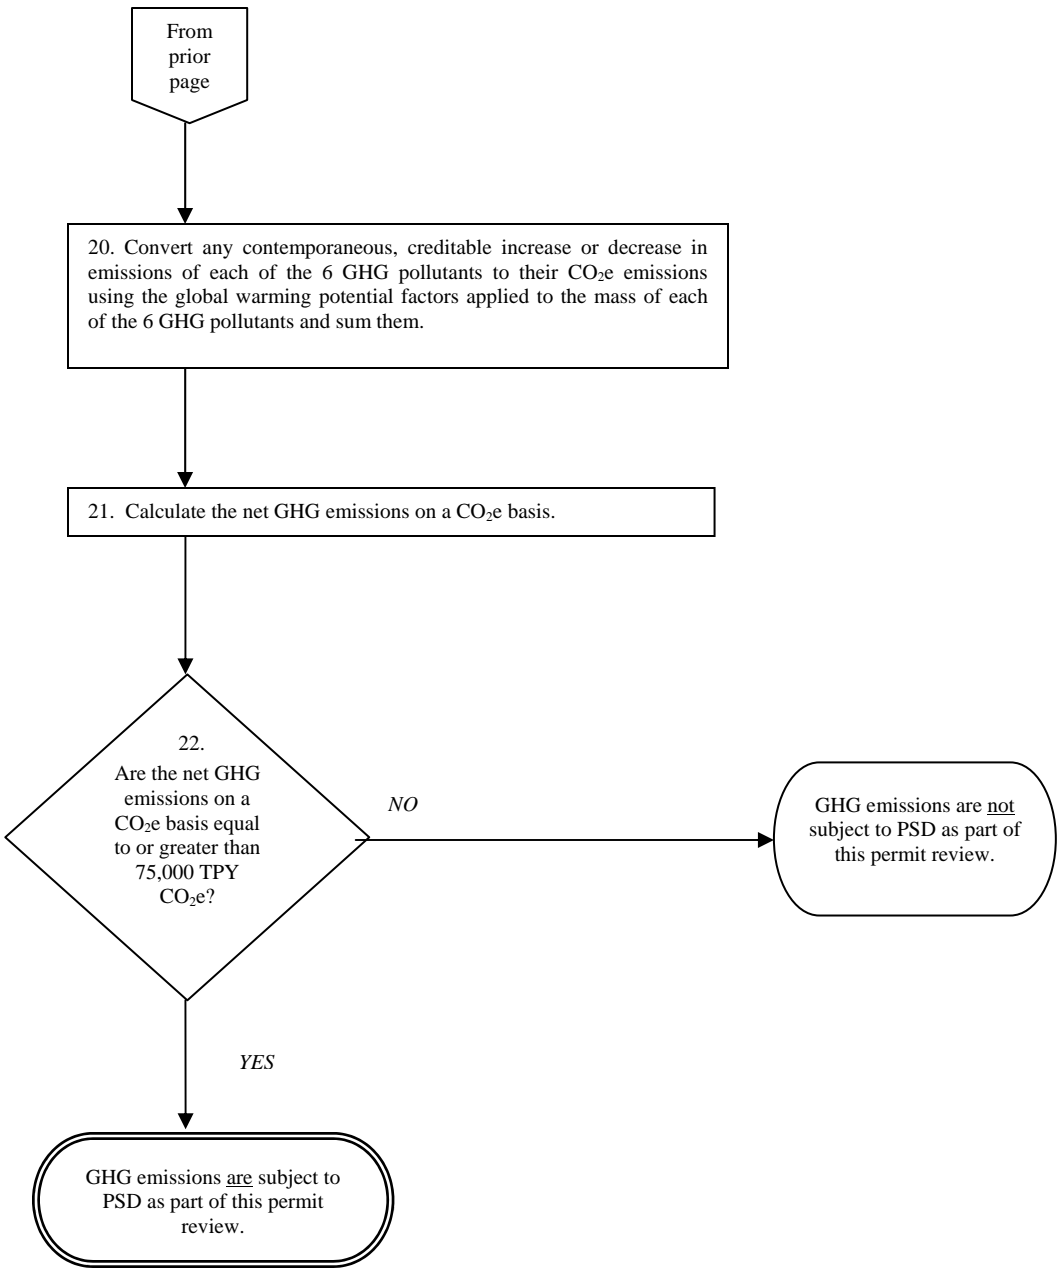 From
prior
page
20. Convert any contemporaneous, creditable increase or decrease in
emissions of each of the 6 GHG pollutants to their CO₂e emissions
using the global warming potential factors applied to the mass of each
of the 6 GHG pollutants and sum them.
21. Calculate the net GHG emissions on a CO₂e basis.
22.
Are the net GHG
emissions on a
CO₂e basis equal
to or greater than
75,000 TPY
CO₂e?
NO
GHG emissions are not
subject to PSD as part of
this permit review.
YES
GHG emissions are subject to
PSD as part of this permit
review.